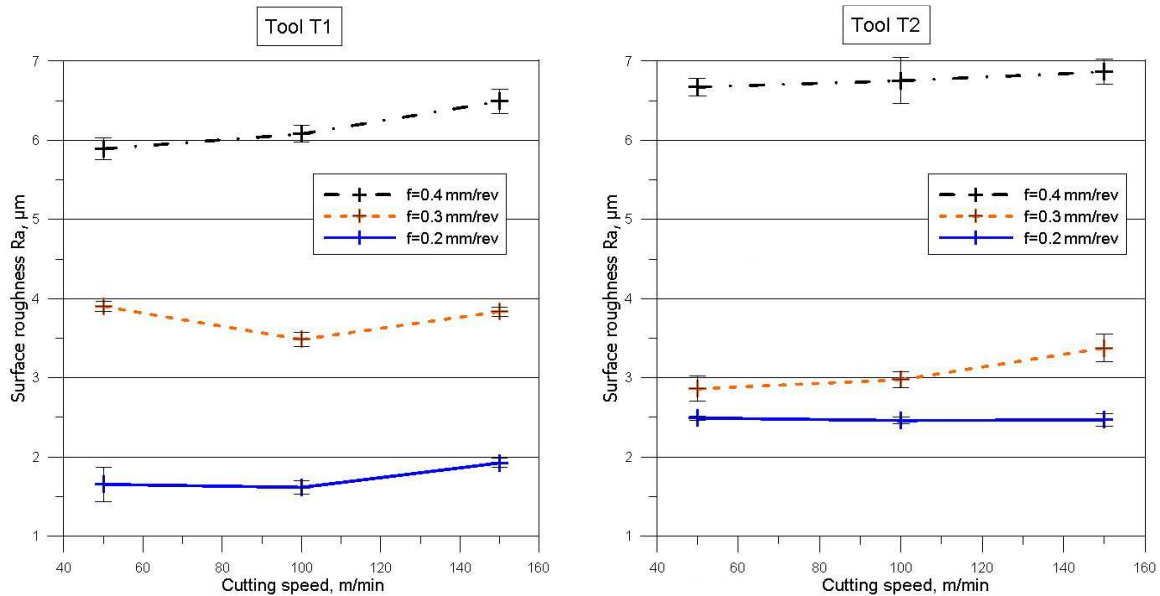 Tool T1
Surface roughness Ra, µm
7
6
5
4
3
2
1
f=0.4 mm/rev
f=0.3 mm/rev
f=0.2 mm/rev
40 60 80 100 120 140 160
Cutting speed, m/min
Tool T2
Surface roughness Ra, µm
7
6
5
4
3
2
1
f=0.4 mm/rev
f=0.3 mm/rev
f=0.2 mm/rev
40 60 80 100 120 140 160
Cutting speed, m/min